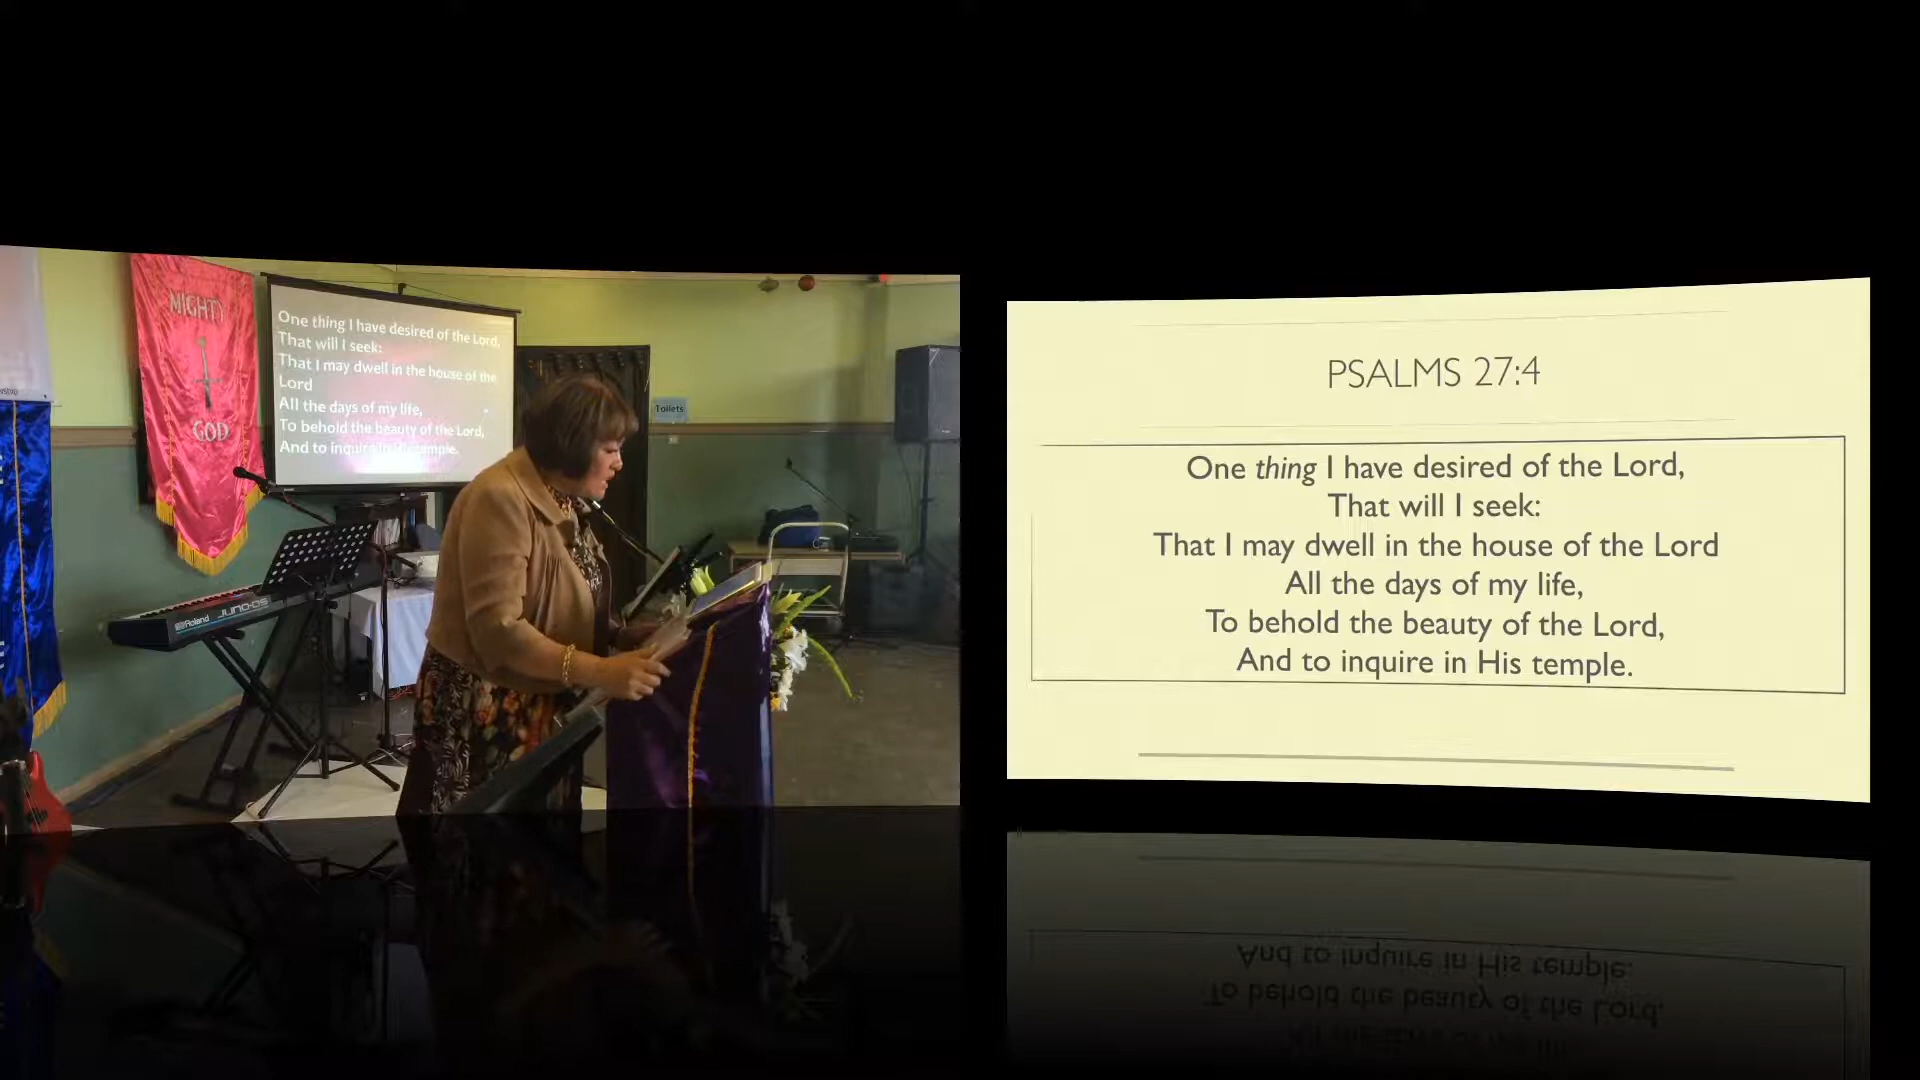 MIGHTY
GOD
One thing I have desired of the Lord,
That will I seek:
That I may dwell in the house of the
Lord
All the days of my life,
To behold the beauty of the Lord,
And to inquire in His temple.
Toilets
Roland
JUNO-DS
PSALMS 27:4
One thing I have desired of the Lord,
That will I seek:
That I may dwell in the house of the Lord
All the days of my life,
To behold the beauty of the Lord,
And to inquire in His temple.